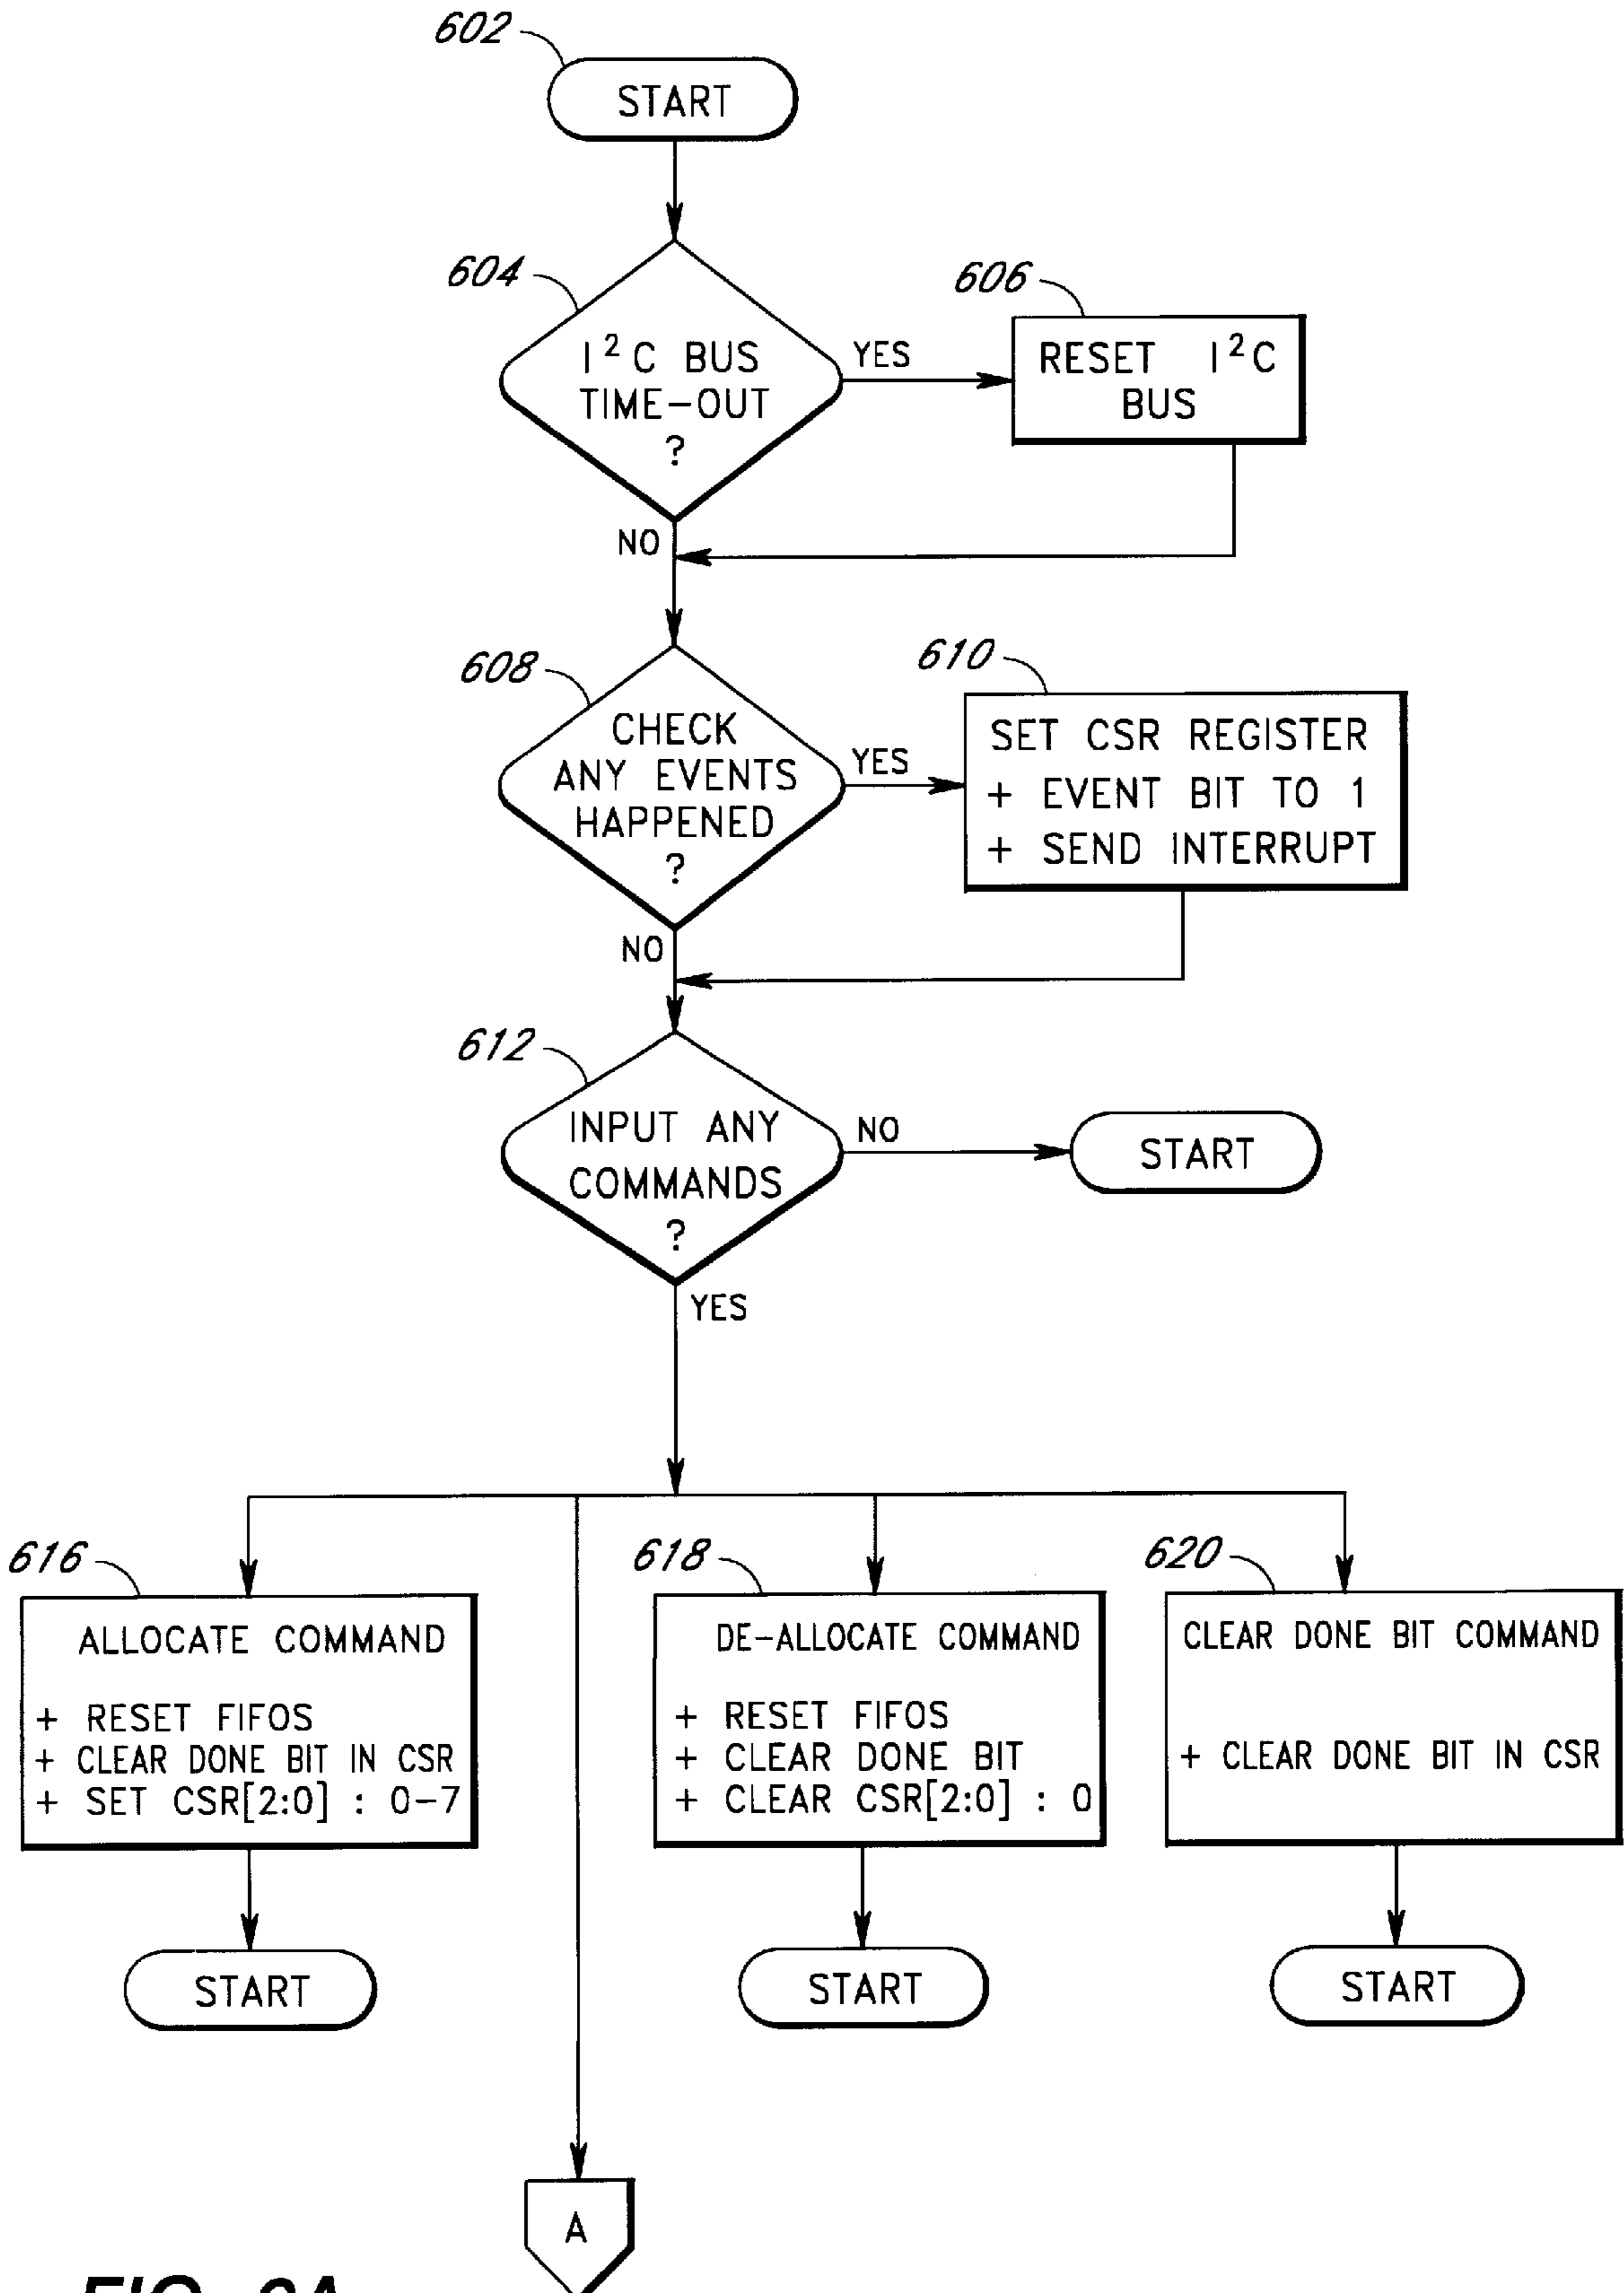 602
START
604
I² C BUS
TIME-OUT
?
YES
606
RESET I² C
BUS
NO
608
CHECK
ANY EVENTS
HAPPENED
?
YES
610
SET CSR REGISTER
+ EVENT BIT TO 1
+ SEND INTERRUPT
NO
612
INPUT ANY
COMMANDS
?
NO
START
YES
616
ALLOCATE COMMAND
+ RESET FIFOS
+ CLEAR DONE BIT IN CSR
+ SET CSR[2:0] : 0-7
START
618
DE-ALLOCATE COMMAND
+ RESET FIFOS
+ CLEAR DONE BIT
+ CLEAR CSR[2:0] : 0
START
620
CLEAR DONE BIT COMMAND
+ CLEAR DONE BIT IN CSR
START
A